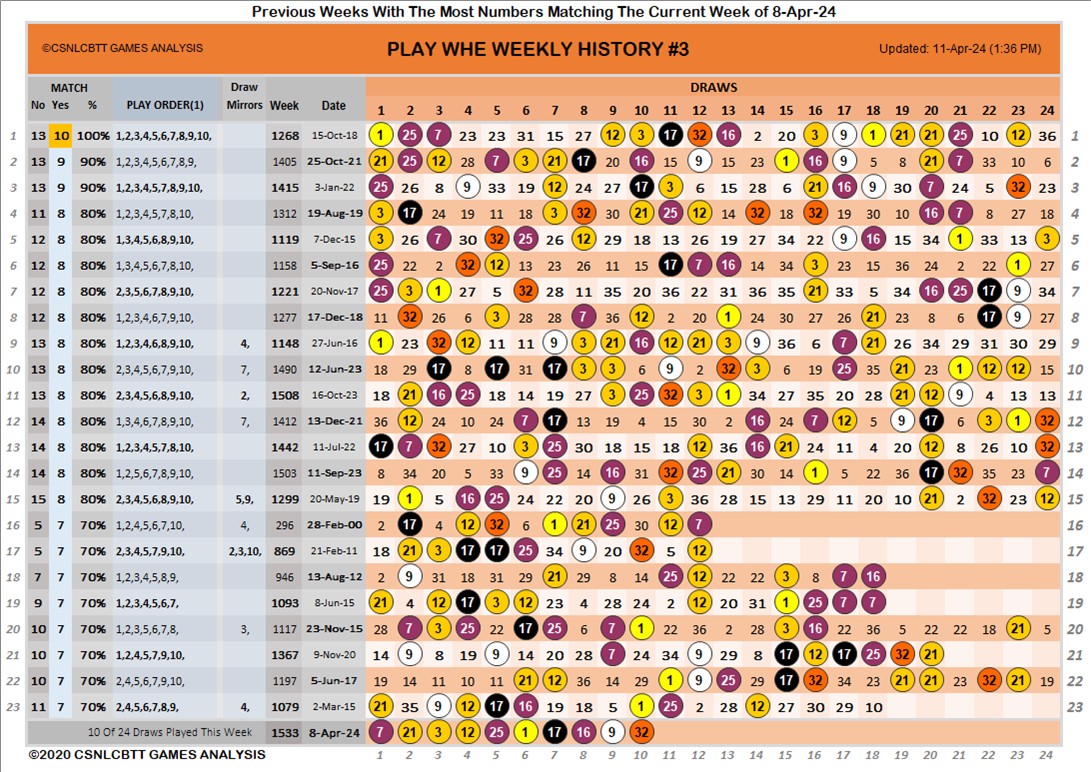 Previous Weeks With The Most Numbers Matching The Current Week of 8-Apr-24
©CSNLCBTT GAMES ANALYSIS PLAY WHE WEEKLY HISTORY #3 Updated: 11-Apr-24 (1:36 PM)
MATCH Draw DRAWS
No Yes % PLAY ORDER(1) Mirrors Week Date 1 2 3 4 5 6 7 8 9 10 11 12 13 14 15 16 17 18 19 20 21 22 23 24
1 13 10 100% 1,2,3,4,5,6,7,8,9,10, 1268 15-Oct-18 1 25 7 23 23 31 15 27 12 3 17 32 16 2 20 3 9 1 21 21 25 10 12 36 1
2 13 9 90% 1,2,3,4,5,6,7,8,9, 1405 25-Oct-21 21 25 12 28 7 3 21 17 20 16 15 9 15 23 1 16 9 5 8 21 7 33 10 6 2
3 13 9 90% 1,2,3,4,5,7,8,9,10, 1415 3-Jan-22 25 26 8 9 33 19 12 24 27 17 3 6 15 28 6 21 16 9 30 7 24 5 32 23 3
4 11 8 80% 1,2,3,4,5,7,8,10, 1312 19-Aug-19 3 17 24 19 11 18 3 32 30 21 25 12 14 32 18 32 19 30 10 16 7 8 27 18 4
5 12 8 80% 1,3,4,5,6,8,9,10, 1119 7-Dec-15 3 26 7 30 32 25 26 12 29 18 13 26 19 27 34 22 9 16 15 34 1 33 13 3 5
6 12 8 80% 1,3,4,5,6,7,8,10, 1158 5-Sep-16 25 22 2 32 12 13 23 26 11 15 17 7 16 14 34 3 23 15 36 24 2 22 1 27 6
7 12 8 80% 2,3,5,6,7,8,9,10, 1221 20-Nov-17 25 3 1 27 5 32 28 11 35 20 36 22 31 36 35 21 33 5 34 16 25 17 9 34 7
8 12 8 80% 1,2,3,4,6,7,9,10, 1277 17-Dec-18 11 32 26 6 3 28 28 7 36 12 2 20 1 24 30 27 26 21 23 8 6 17 9 27 8
9 13 8 80% 1,2,3,4,6,8,9,10, 4, 1148 27-Jun-16 1 23 32 12 11 11 9 3 21 16 12 21 3 9 36 6 7 21 26 34 29 31 30 29 9
10 13 8 80% 2,3,4,5,6,7,9,10, 7, 1490 12-Jun-23 18 29 17 8 17 31 17 3 3 6 9 2 32 3 6 19 25 35 21 23 1 12 12 15 10
11 13 8 80% 2,3,4,5,6,8,9,10, 2, 1508 16-Oct-23 18 21 16 25 18 14 19 27 3 25 32 3 1 34 27 35 20 28 21 12 9 4 13 13 11
12 14 8 80% 1,3,4,6,7,8,9,10, 7, 1412 13-Dec-21 36 12 24 10 24 7 17 13 19 4 15 30 2 16 24 7 12 5 9 17 6 3 1 32 12
13 14 8 80% 1,2,3,4,5,7,8,10, 1442 11-Jul-22 17 7 32 27 10 3 25 30 18 15 18 12 36 16 21 24 11 4 20 12 8 26 10 32 13
14 14 8 80% 1,2,5,6,7,8,9,10, 1503 11-Sep-23 8 34 20 5 33 9 25 14 16 31 32 25 21 30 14 1 5 22 36 17 32 35 23 7 14
15 15 8 80% 2,3,4,5,6,8,9,10, 5,9, 1299 20-May-19 19 1 5 16 25 24 22 20 9 26 3 36 28 15 13 29 11 20 10 21 2 32 23 12 15
16 5 7 70% 1,2,4,5,6,7,10, 4, 296 28-Feb-00 2 17 4 12 32 6 1 21 25 30 12 7 16
17 5 7 70% 2,3,4,5,7,9,10, 2,3,10, 869 21-Feb-11 18 21 3 17 17 25 34 9 20 32 5 12 17
18 7 7 70% 1,2,3,4,5,8,9, 946 13-Aug-12 2 9 31 18 31 29 21 29 8 14 25 12 22 22 3 8 7 16 18
19 9 7 70% 1,2,3,4,5,6,7, 1093 8-Jun-15 21 4 12 17 3 12 23 4 28 24 2 12 20 31 1 25 7 7 19
20 10 7 70% 1,2,3,5,6,7,8, 3, 1117 23-Nov-15 28 7 3 25 22 17 25 6 7 1 22 36 2 28 3 16 22 36 5 22 22 18 21 5 20
21 10 7 70% 1,2,4,5,7,9,10, 1367 9-Nov-20 14 9 8 19 9 14 20 28 7 24 34 9 29 8 17 12 17 25 32 21 21
22 10 7 70% 2,4,5,6,7,9,10, 1197 5-Jun-17 19 14 11 10 11 21 12 36 14 29 1 9 25 15 17 32 34 23 21 21 22 32 21 19 22
23 11 7 70% 2,4,5,6,7,8,9, 4, 1079 2-Mar-15 21 35 9 12 17 16 19 18 5 1 25 2 28 12 27 30 29 10 23
10 Of 24 Draws Played This Week 1533 8-Apr-24 7 21 3 12 25 1 17 16 9 32
©2020 CSNLCBTT GAMES ANALYSIS 1 2 3 4 5 6 7 8 9 10 11 12 13 14 15 16 17 18 19 20 21 22 23 24